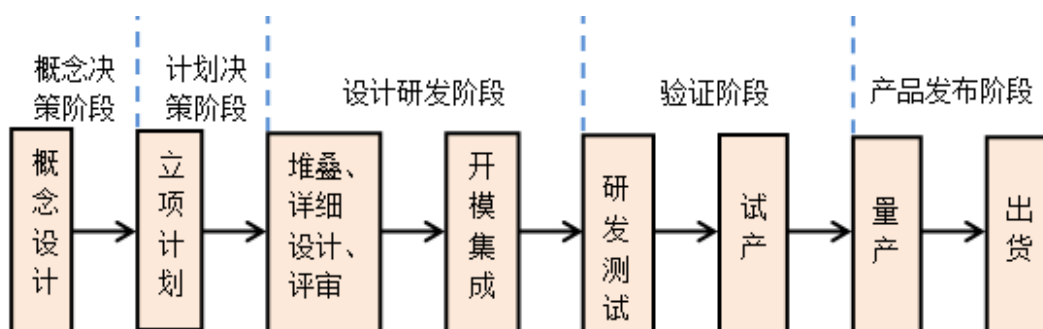 概念决
策阶段
计划决
策阶段
设计研发阶段
验证阶段
产品发布阶段
概念设计
立项计划
堆叠、
详细
设计、
评审
开模集成
研发测试
试产
量产
出货